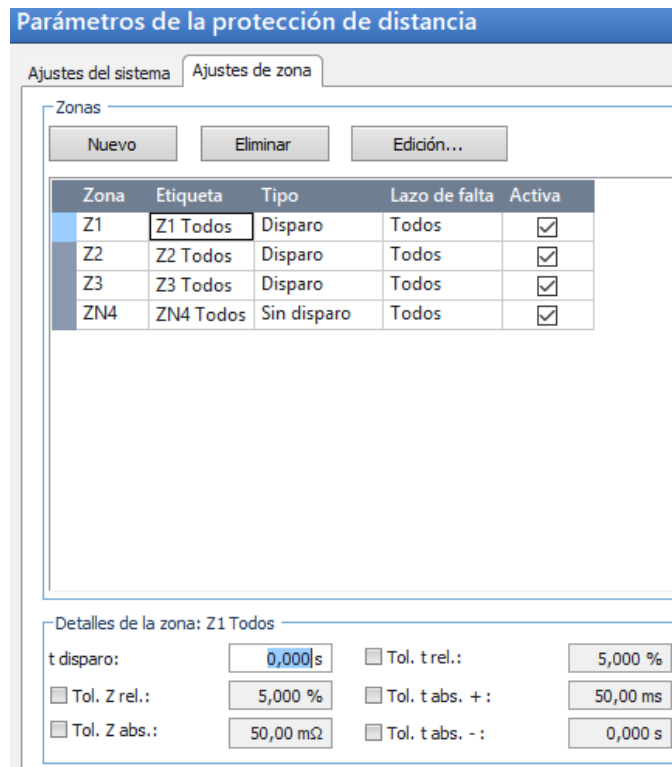 Parámetros de la protección de distancia
Ajustes del sistema Ajustes de zona
Zonas
Nuevo Eliminar Edición...
Zona Etiqueta Tipo Lazo de falta Activa
Z1 Z1 Todos Disparo Todos
Z2 Z2 Todos Disparo Todos
Z3 Z3 Todos Disparo Todos
ZN4 ZN4 Todos Sin disparo Todos
Detalles de la zona: Z1 Todos
t disparo: 0,000 s Tol. t rel.: 5,000 %
Tol. Z rel.: 5,000 % Tol. t abs. + : 50,00 ms
Tol. Z abs.: 50,00 mΩ Tol. t abs. - : 0,000 s